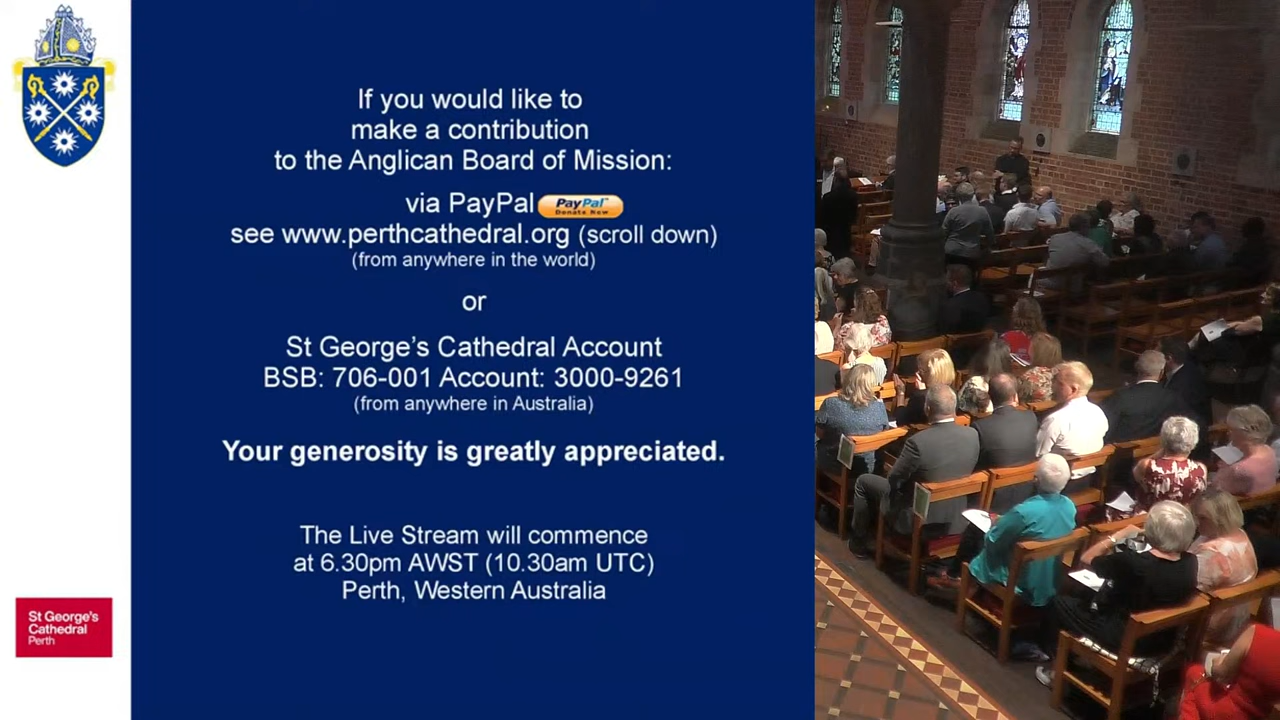 If you would like to
make a contribution
to the Anglican Board of Mission:
via PayPal PayPal Donate Now
see www.perthcathedral.org (scroll down)
(from anywhere in the world)
or
St George's Cathedral Account
BSB: 706-001 Account: 3000-9261
(from anywhere in Australia)
Your generosity is greatly appreciated.
The Live Stream will commence
at 6.30pm AWST (10.30am UTC)
Perth, Western Australia
St George's
Cathedral
Perth